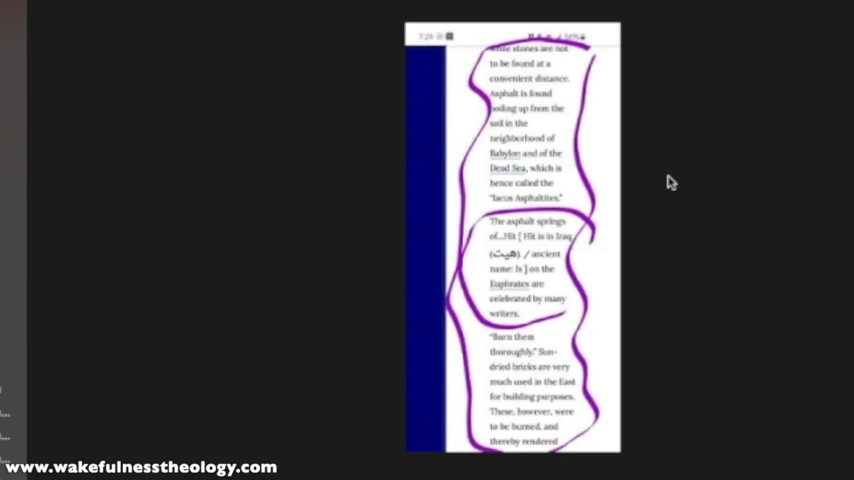 7:24
56%
while stones are not
to be found at a
convenient distance.
Asphalt is found
boiling up from the
soil in the
neighborhood of
Babylon and of the
Dead Sea, which is
hence called the
"lacus Asphaltites."
The asphalt springs
of...Hit [ Hit is in Iraq
(هيت) / ancient
name: Is ] on the
Euphrates are
celebrated by many
writers.
"Burn them
thoroughly." Sun-
dried bricks are very
much used in the East
for building purposes.
These, however, were
to be burned, and
thereby rendered
www.wakefulnesstheology.com